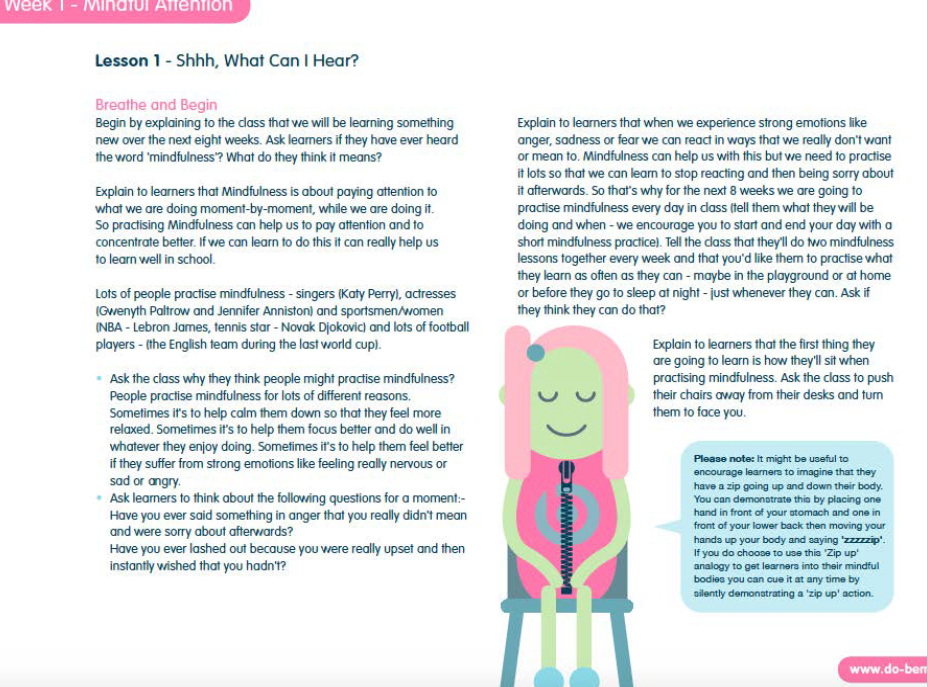 Week 1 - Mindful Attention
Lesson 1 - Shhh, What Can I Hear?
Breathe and Begin
Begin by explaining to the class that we will be learning something
new over the next eight weeks. Ask learners if they have ever heard
the word 'mindfulness'? What do they think it means?
Explain to learners that Mindfulness is about paying attention to
what we are doing moment-by-moment, while we are doing it.
So practising Mindfulness can help us to pay attention and to
concentrate better. If we can learn to do this it can really help us
to learn well in school.
Lots of people practise mindfulness - singers (Katy Perry), actresses
(Gwenyth Paltrow and Jennifer Anniston) and sportsmen/women
(NBA - Lebron James, tennis star - Novak Djokovic) and lots of football
players - (the English team during the last world cup).
• Ask the class why they think people might practise mindfulness?
People practise mindfulness for lots of different reasons.
Sometimes it's to help calm them down so that they feel more
relaxed. Sometimes it's to help them focus better and do well in
whatever they enjoy doing. Sometimes it's to help them feel better
if they suffer from strong emotions like feeling really nervous or
sad or angry.
• Ask learners to think about the following questions for a moment:-
Have you ever said something in anger that you really didn't mean
and were sorry about afterwards?
Have you ever lashed out because you were really upset and then
instantly wished that you hadn't?
Explain to learners that when we experience strong emotions like
anger, sadness or fear we can react in ways that we really don't want
or mean to. Mindfulness can help us with this but we need to practise
it lots so that we can learn to stop reacting and then being sorry about
it afterwards. So that's why for the next 8 weeks we are going to
practise mindfulness every day in class (tell them what they will be
doing and when - we encourage you to start and end your day with a
short mindfulness practice). Tell the class that they'll do two mindfulness
lessons together every week and that you'd like them to practise what
they learn as often as they can - maybe in the playground or at home
or before they go to sleep at night - just whenever they can. Ask if
they think they can do that?
Explain to learners that the first thing they
are going to learn is how they'll sit when
practising mindfulness. Ask the class to push
their chairs away from their desks and turn
them to face you.
Please note: It might be useful to
encourage learners to imagine that they
have a zip going up and down their body.
You can demonstrate this by placing one
hand in front of your stomach and one in
front of your lower back then moving your
hands up your body and saying 'zzzzzip'.
If you do choose to use this 'Zip up'
analogy to get learners into their mindful
bodies you can cue it at any time by
silently demonstrating a 'zip up' action.
www.do-bem